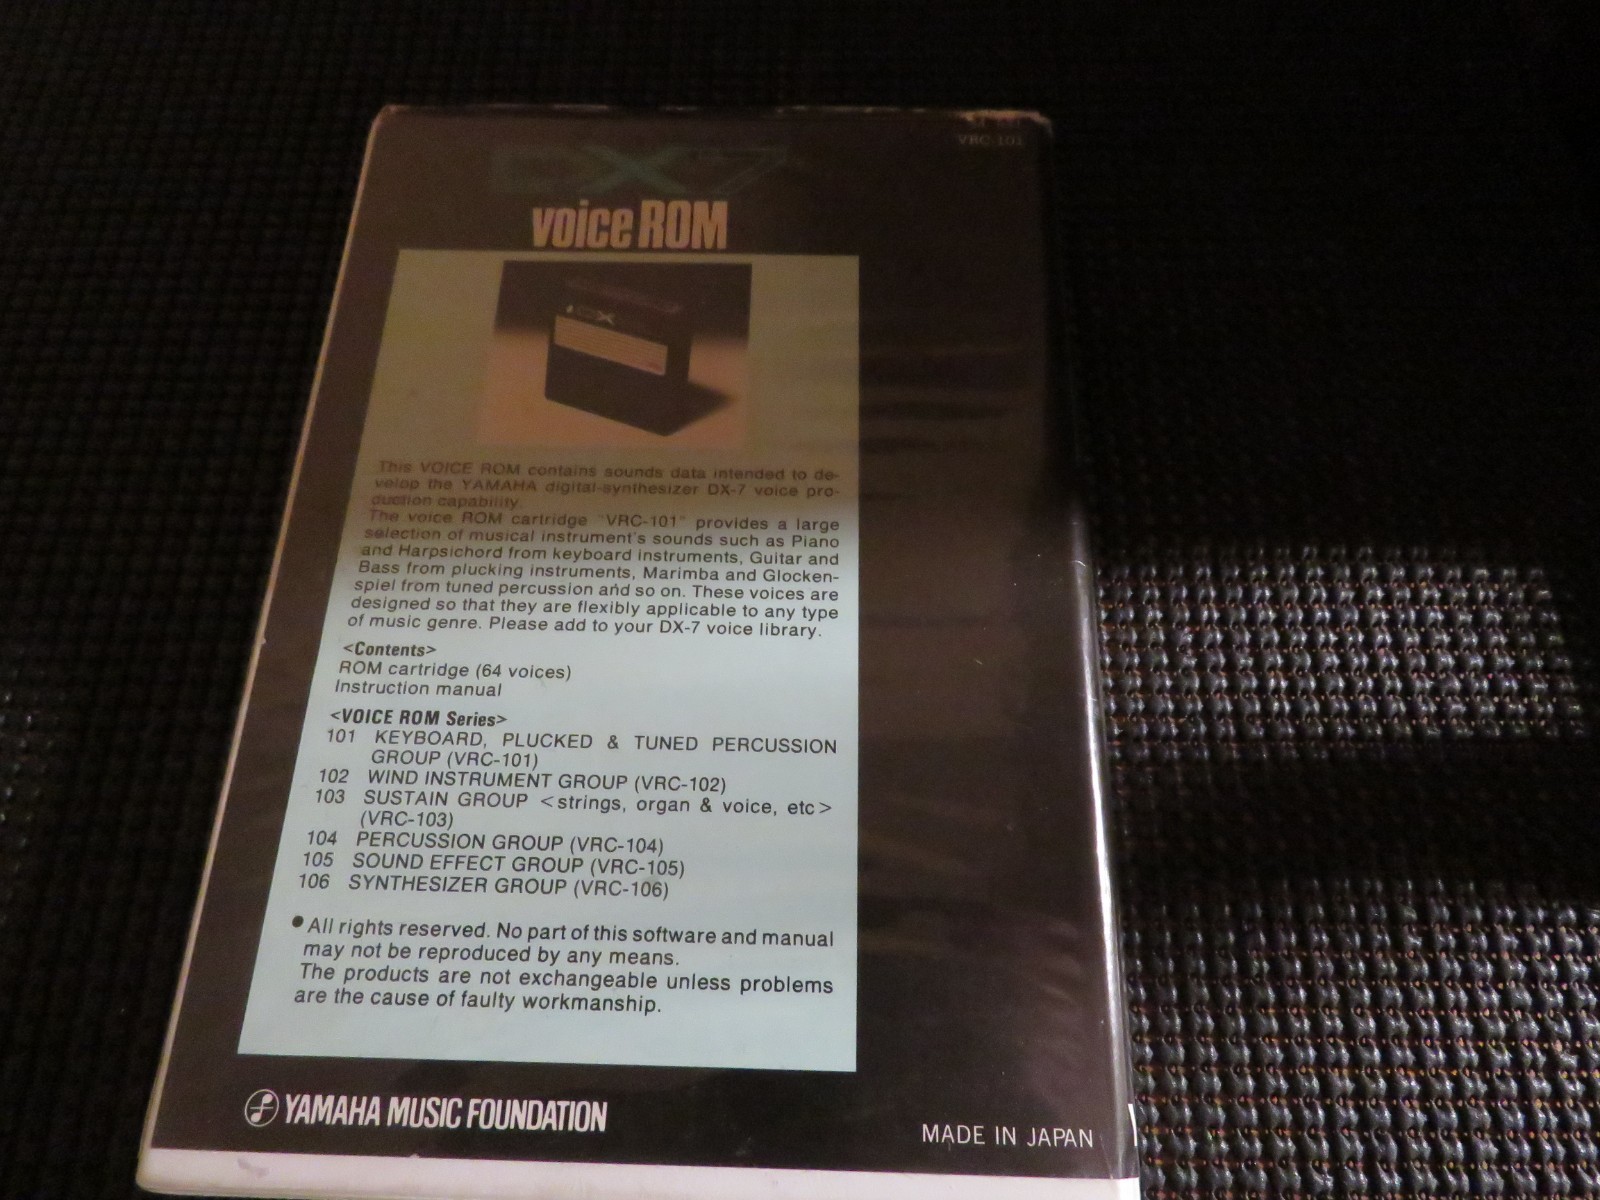 VRC-101
DX7
voice ROM
DX
This VOICE ROM contains sounds data intended to de-
velop the YAMAHA digital-synthesizer DX-7 voice pro-
duction capability.
The voice ROM cartridge "VRC-101" provides a large
selection of musical instrument's sounds such as Piano
and Harpsichord from keyboard instruments, Guitar and
Bass from plucking instruments, Marimba and Glocken-
spiel from tuned percussion and so on. These voices are
designed so that they are flexibly applicable to any type
of music genre. Please add to your DX-7 voice library.
<Contents>
ROM cartridge (64 voices)
Instruction manual
<VOICE ROM Series>
101 KEYBOARD, PLUCKED & TUNED PERCUSSION
GROUP (VRC-101)
102 WIND INSTRUMENT GROUP (VRC-102)
103 SUSTAIN GROUP <strings, organ & voice, etc>
(VRC-103)
104 PERCUSSION GROUP (VRC-104)
105 SOUND EFFECT GROUP (VRC-105)
106 SYNTHESIZER GROUP (VRC-106)
● All rights reserved. No part of this software and manual
may not be reproduced by any means.
The products are not exchangeable unless problems
are the cause of faulty workmanship.
YAMAHA MUSIC FOUNDATION
MADE IN JAPAN